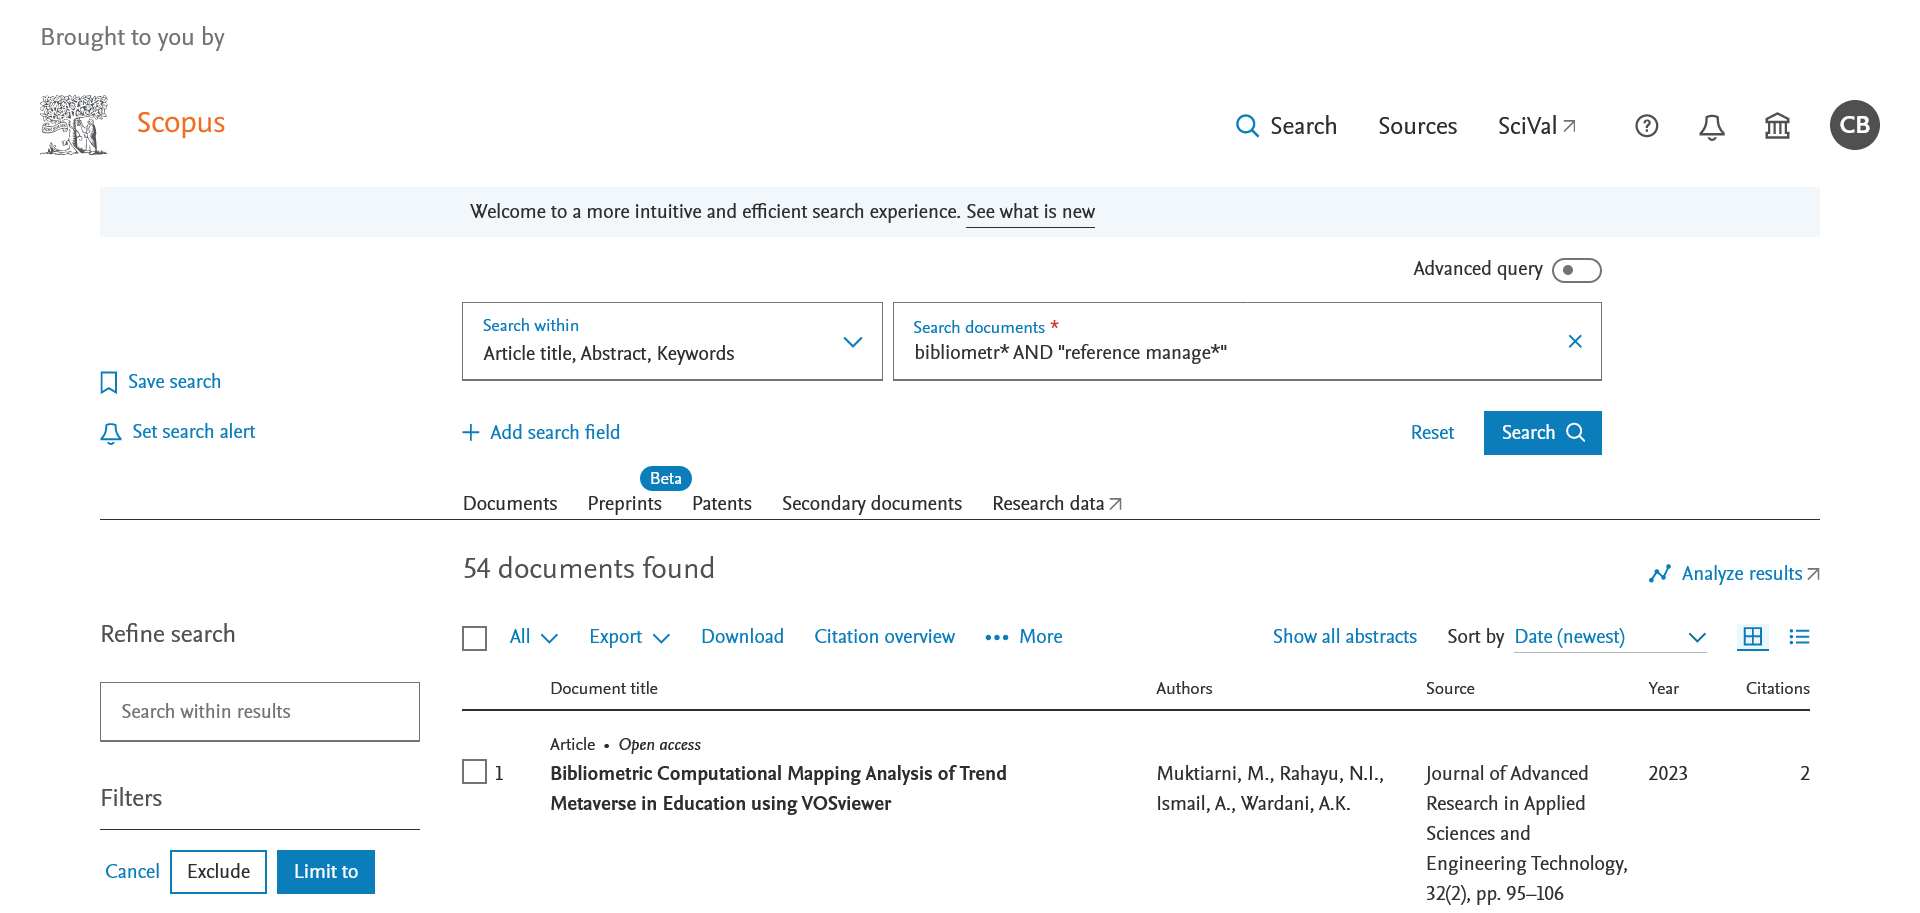 Brought to you by
Scopus
Search Sources SciVal
CB
Welcome to a more intuitive and efficient search experience. See what is new
Advanced query
Search within
Article title, Abstract, Keywords
Search documents *
bibliometr* AND "reference manage*"
Save search
Set search alert
Add search field
Reset
Search
Beta
Documents Preprints Patents Secondary documents Research data
54 documents found
Analyze results
Refine search
Search within results
Filters
Cancel Exclude Limit to
All Export Download Citation overview More Show all abstracts Sort by Date (newest)
Document title Authors Source Year Citations
Article • Open access
1
Bibliometric Computational Mapping Analysis of Trend
Metaverse in Education using VOSviewer
Muktiarni, M., Rahayu, N.I.,
Ismail, A., Wardani, A.K.
Journal of Advanced
Research in Applied
Sciences and
Engineering Technology,
32(2), pp. 95–106
2023
2